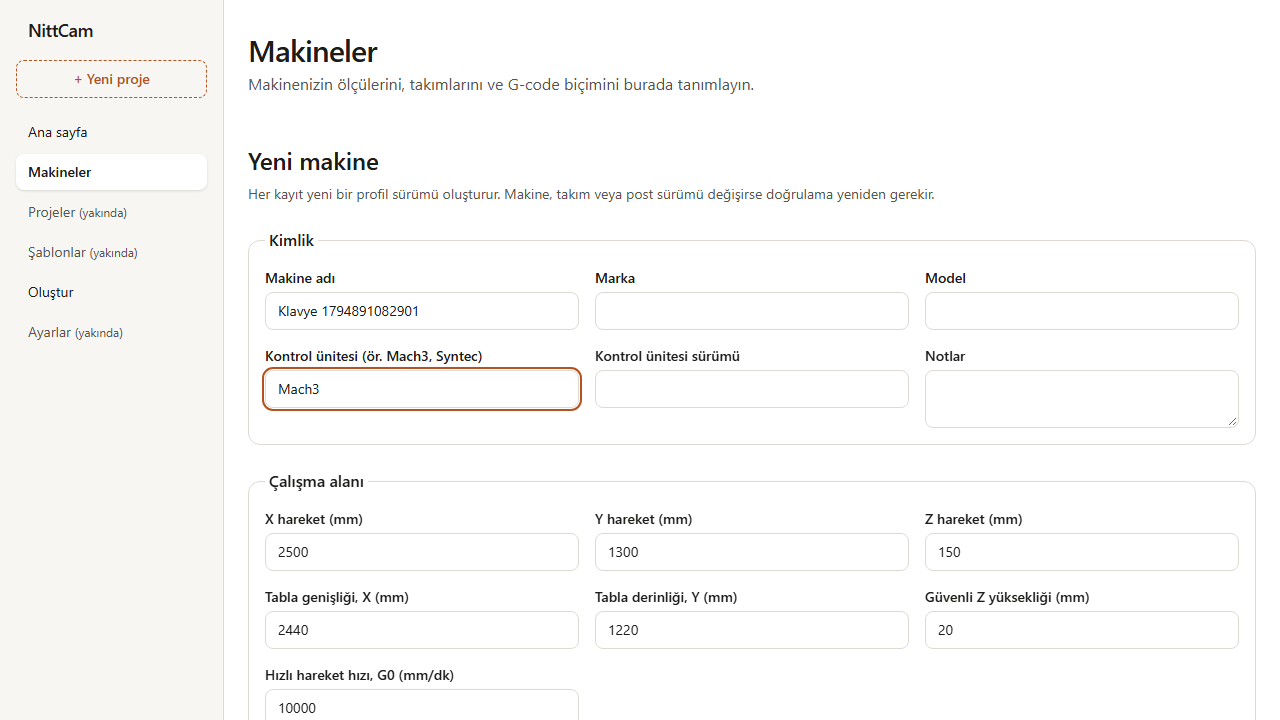 NittCam
+ Yeni proje
Ana sayfa
Makineler
Projeler (yakında)
Şablonlar (yakında)
Oluştur
Ayarlar (yakında)
Makineler
Makinenizin ölçülerini, takımlarını ve G-code biçimini burada tanımlayın.
Yeni makine
Her kayıt yeni bir profil sürümü oluşturur. Makine, takım veya post sürümü değişirse doğrulama yeniden gerekir.
Kimlik
Makine adı Marka Model
Klavye 1794891082901
Kontrol ünitesi (ör. Mach3, Syntec) Kontrol ünitesi sürümü Notlar
Mach3
Çalışma alanı
X hareket (mm) Y hareket (mm) Z hareket (mm)
2500 1300 150
Tabla genişliği, X (mm) Tabla derinliği, Y (mm) Güvenli Z yüksekliği (mm)
2440 1220 20
Hızlı hareket hızı, G0 (mm/dk)
10000